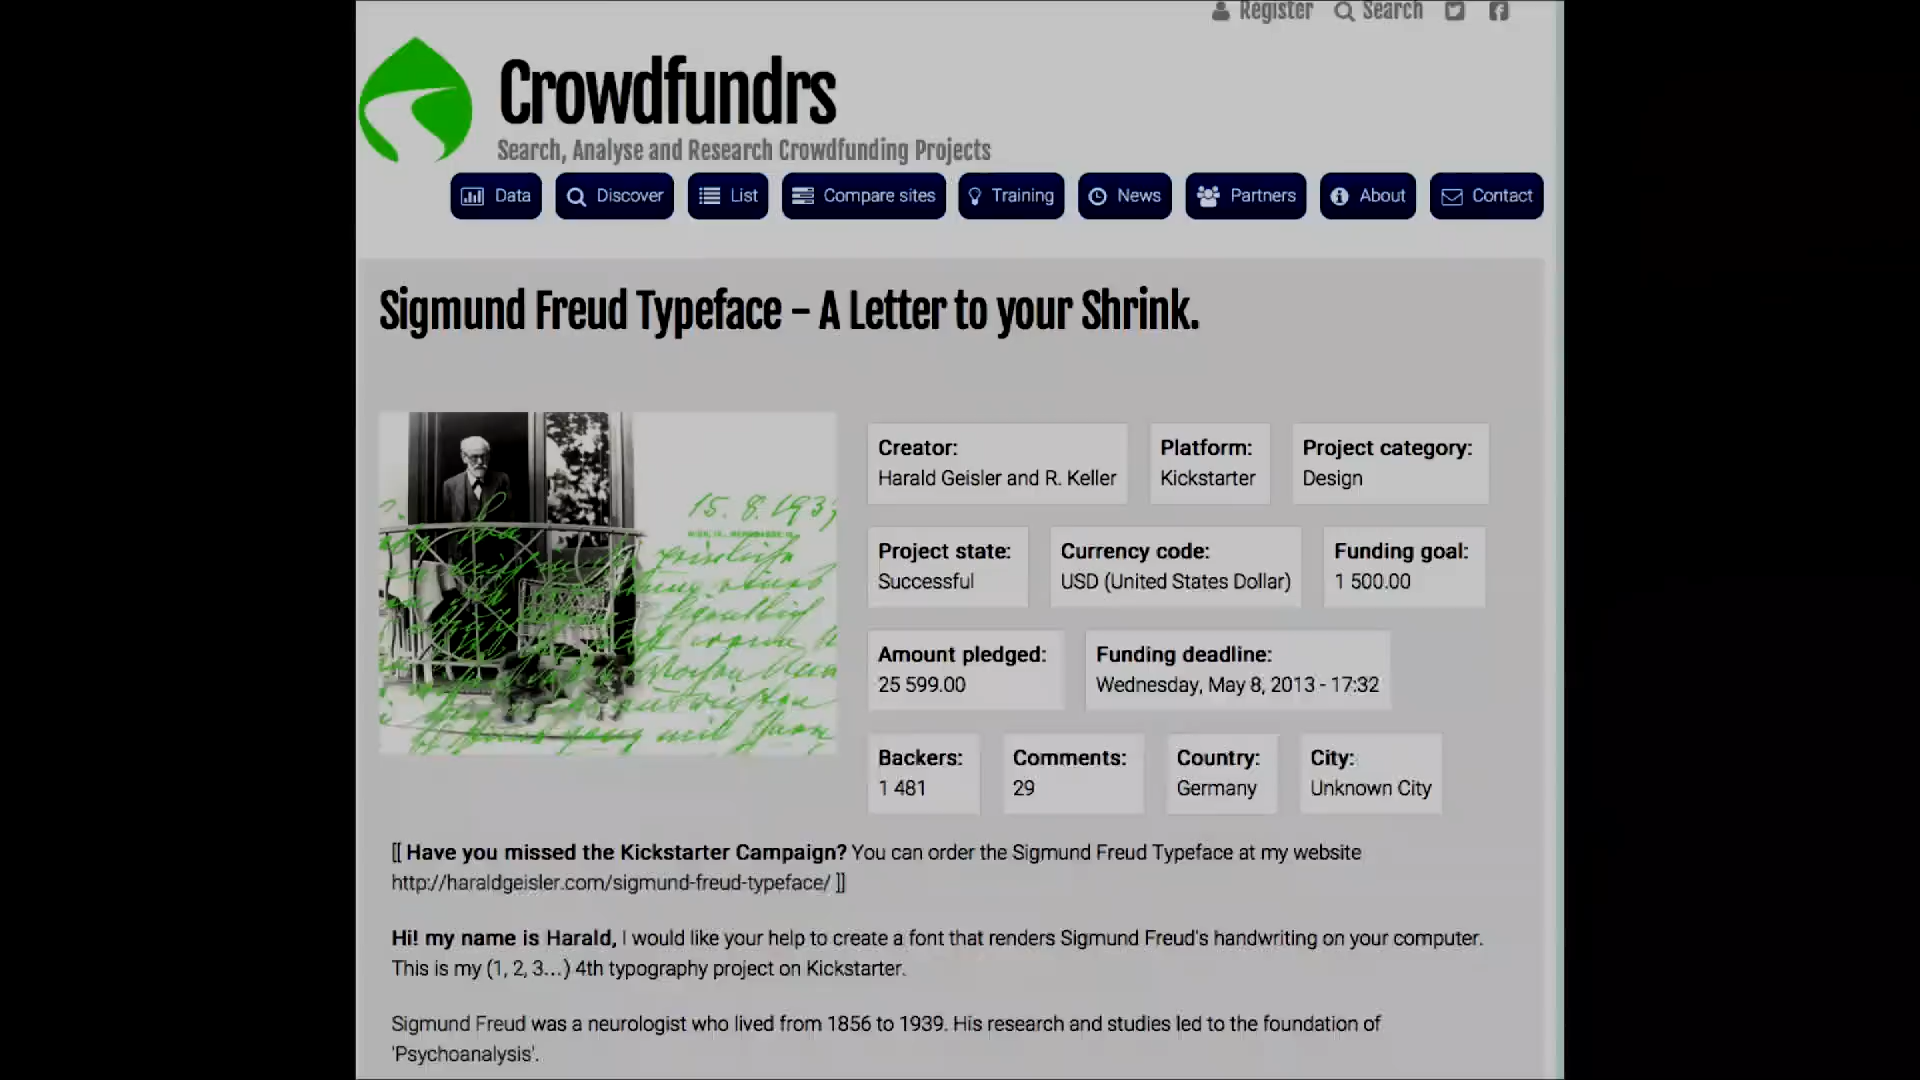 Register Search
Crowdfundrs
Search, Analyse and Research Crowdfunding Projects
Data Discover List Compare sites Training News Partners About Contact
Sigmund Freud Typeface – A Letter to your Shrink.
15. 8. 193
Creator:
Harald Geisler and R. Keller
Platform:
Kickstarter
Project category:
Design
Project state:
Successful
Currency code:
USD (United States Dollar)
Funding goal:
1 500.00
Amount pledged:
25 599.00
Funding deadline:
Wednesday, May 8, 2013 - 17:32
Backers:
1 481
Comments:
29
Country:
Germany
City:
Unknown City
[[ Have you missed the Kickstarter Campaign? You can order the Sigmund Freud Typeface at my website
http://haraldgeisler.com/sigmund-freud-typeface/ ]]
Hi! my name is Harald, I would like your help to create a font that renders Sigmund Freud's handwriting on your computer.
This is my (1, 2, 3...) 4th typography project on Kickstarter.
Sigmund Freud was a neurologist who lived from 1856 to 1939. His research and studies led to the foundation of
'Psychoanalysis'.